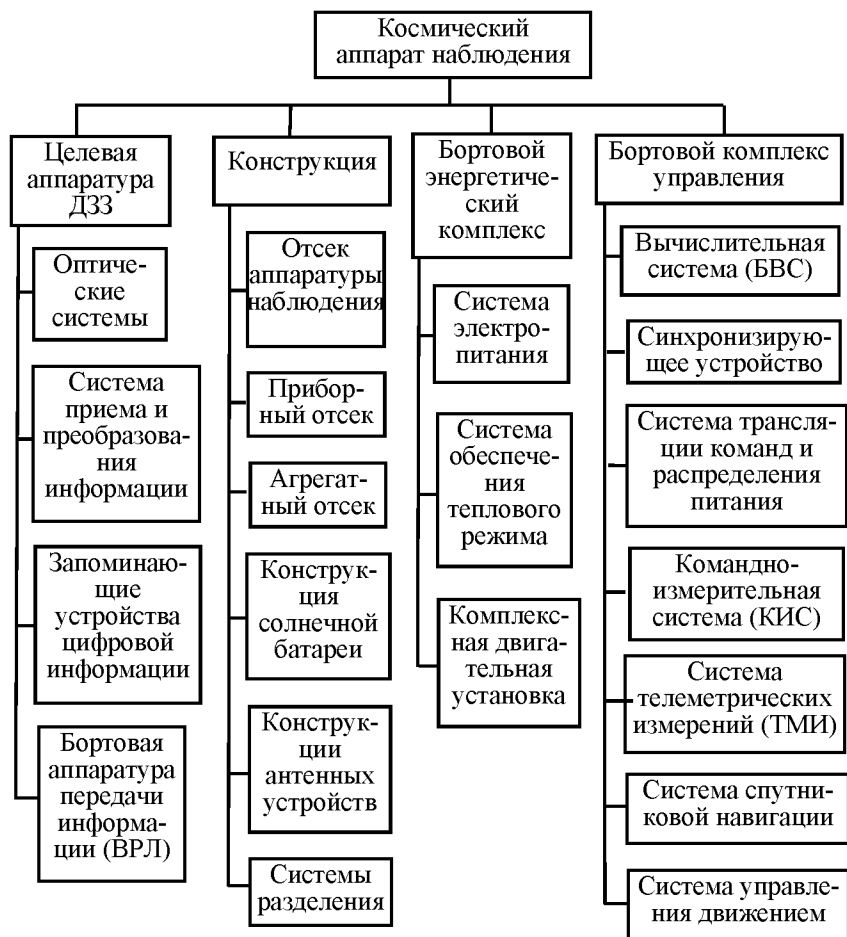 Космический
аппарат наблюдения
Целевая
аппаратура
ДЗЗ
Оптиче-
ские
системы
Система
приема и
преобразова-
ния
информации
Запоминаю-
щие
устройства
цифровой
информации
Бортовая
аппаратура
передачи
информа-
ции (ВРЛ)
Конструкция
Отсек
аппаратуры
наблюдения
Прибор-
ный отсек
Агрегат-
ный отсек
Конструк-
ция
солнечной
батареи
Конструк-
ции
антенных
устройств
Системы
разделения
Бортовой
энергетиче-
ский
комплекс
Система
электро-
питания
Система
обеспече-
ния
теплового
режима
Комплекс-
ная двига-
тельная
установка
Бортовой комплекс
управления
Вычислительная
система (БВС)
Синхронизирую-
щее устройство
Система трансля-
ции команд и
распределения
питания
Командно-
измерительная
система (КИС)
Система
телеметрических
измерений (ТМИ)
Система спутни-
ковой навигации
Система управле-
ния движением